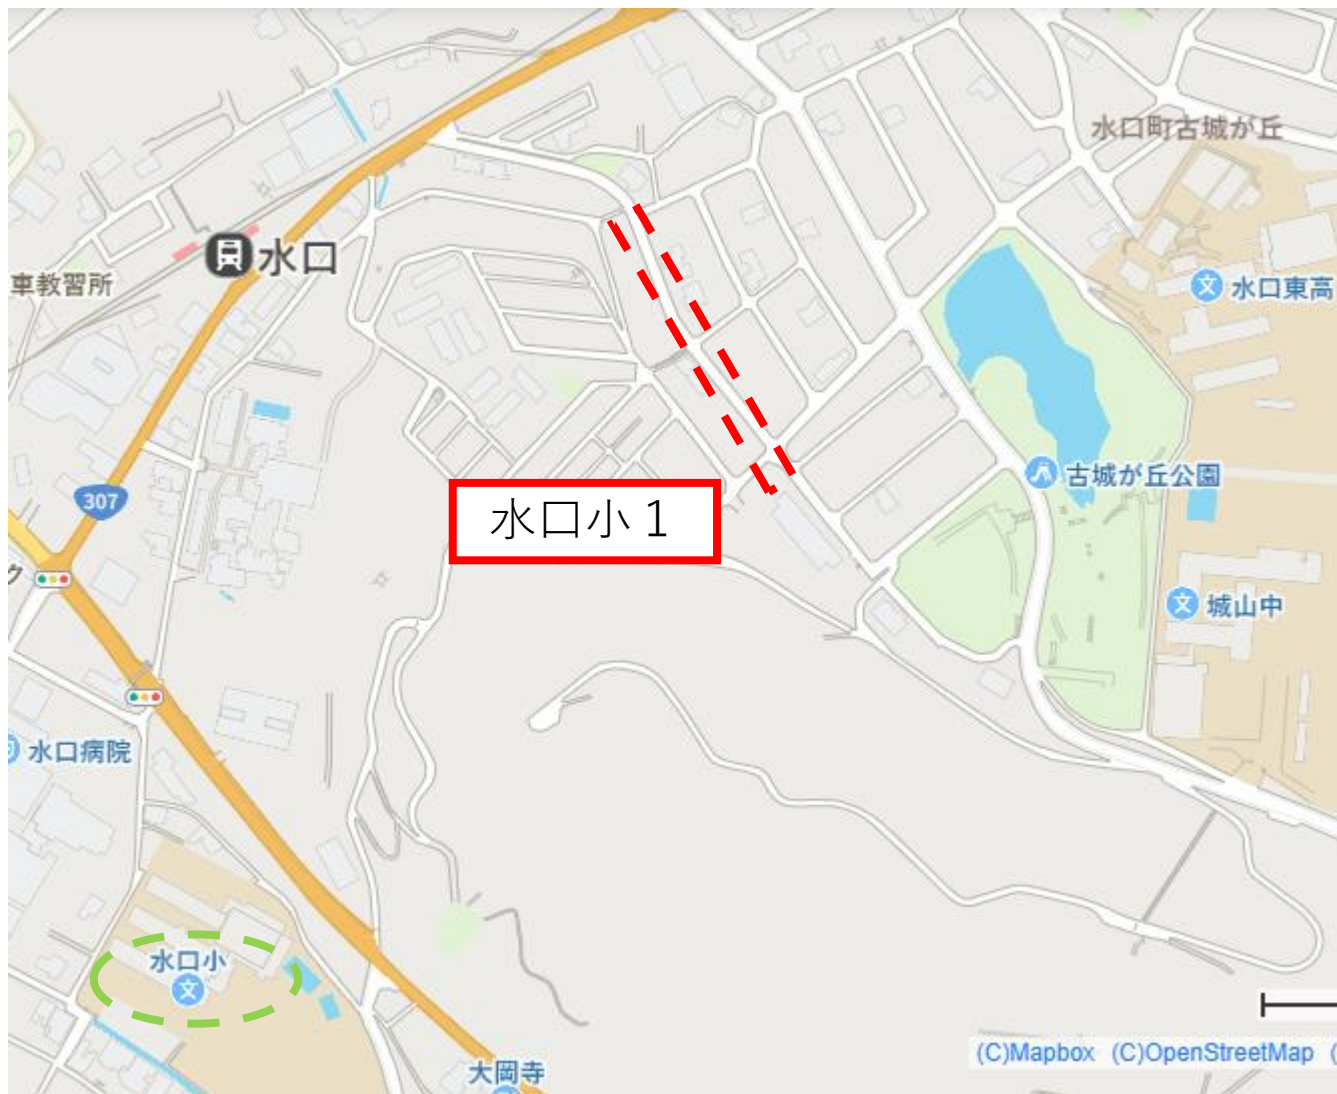 水口町古城が丘
水口
車教習所
水口東高
古城が丘公園
307
水口小1
ク
城山中
水口病院
水口小
文
大岡寺
(C)Mapbox (C)OpenStreetMap (